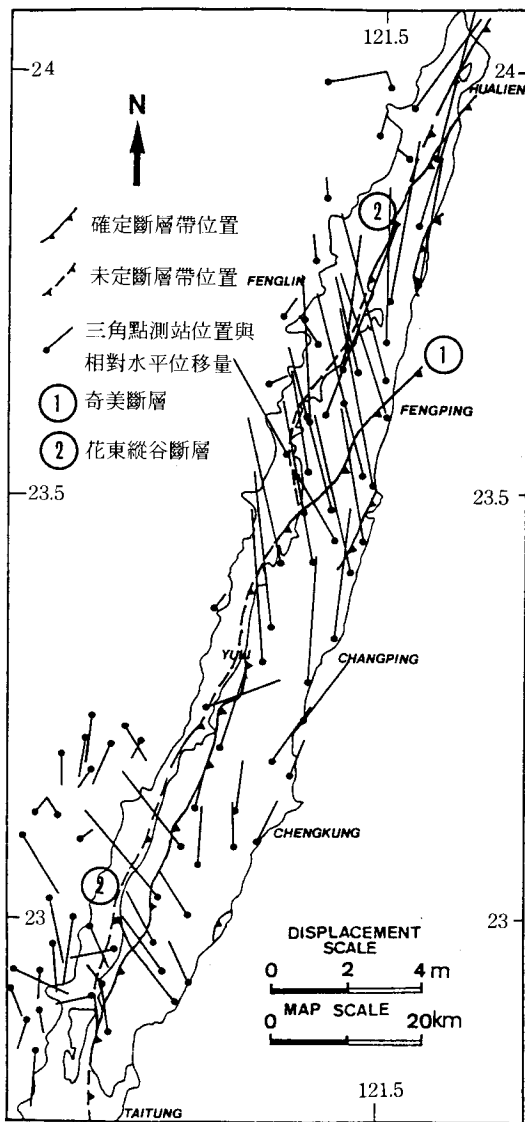 121.5
24
24
HUALIEN
N
2
確定斷層帶位置
未定斷層帶位置
FENGLIN
三角點測站位置與
相對水平位移量
1
1 奇美斷層
FENGPING
2 花東縱谷斷層
23.5
23.5
YULI
CHANGPING
CHENGKUNG
2
23
23
DISPLACEMENT
SCALE
0 2 4 m
MAP SCALE
0 20km
121.5
TAITUNG